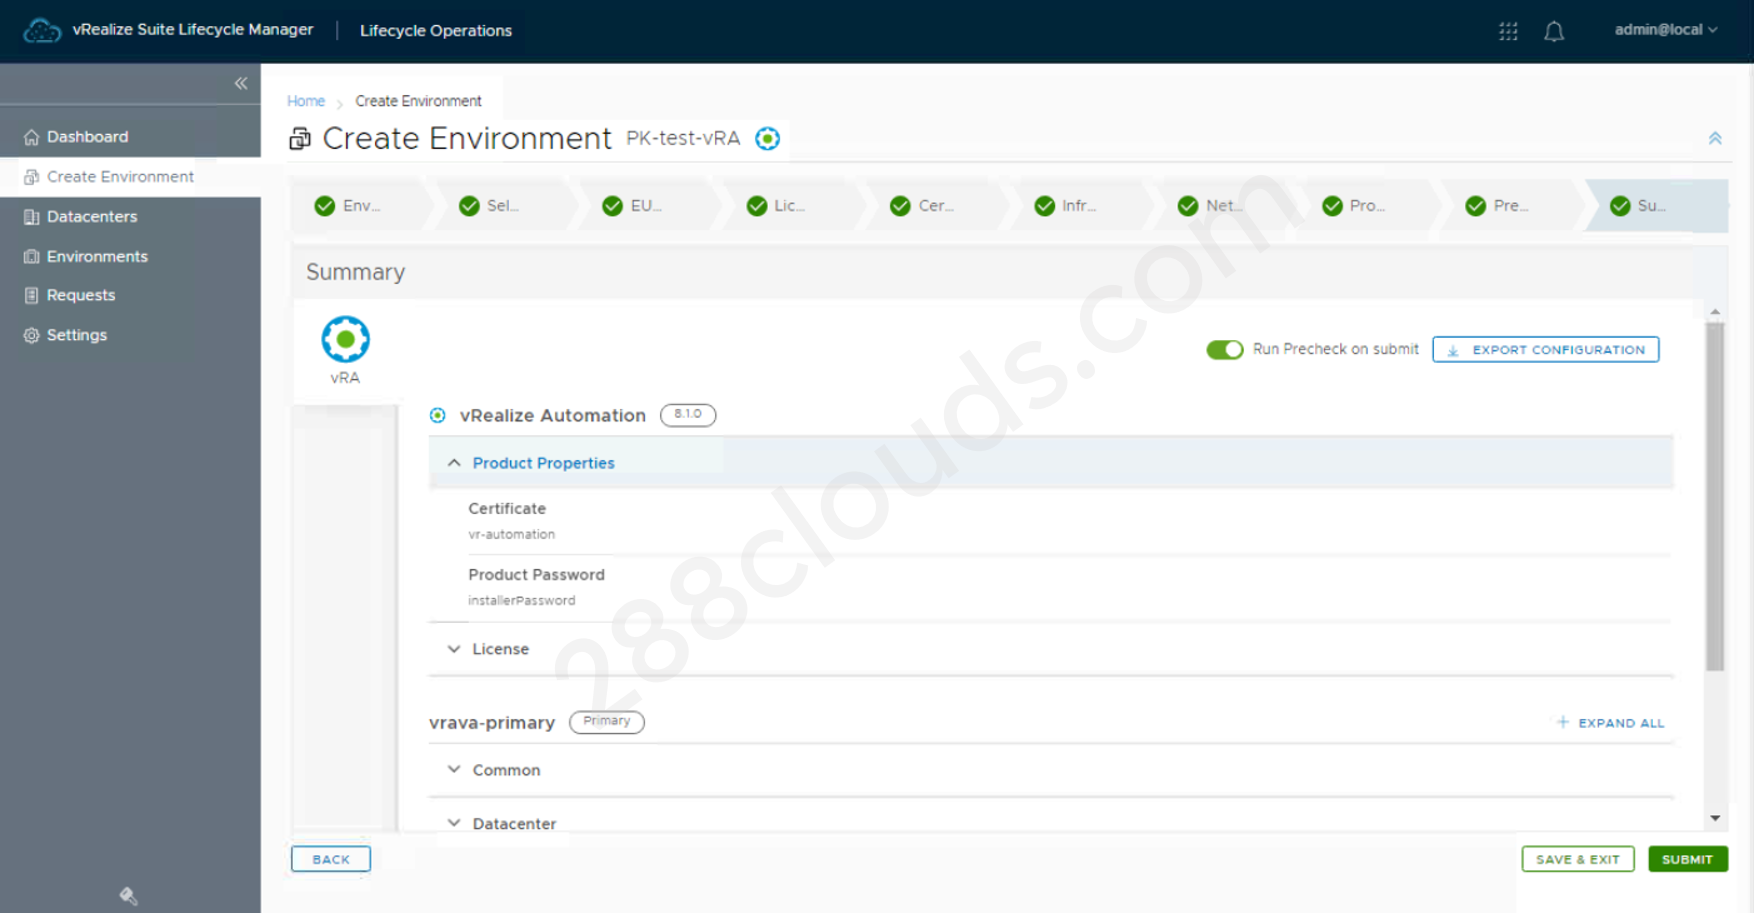 vRealize Suite Lifecycle Manager | Lifecycle Operations
admin@local
Dashboard
Create Environment
Datacenters
Environments
Requests
Settings
Home > Create Environment
Create Environment PK-test-vRA
Env... Sel... EU... Lic... Cer... Infr... Net... Pro... Pre... Su...
Summary
vRA
Run Precheck on submit
EXPORT CONFIGURATION
vRealize Automation 8.1.0
Product Properties
Certificate
vr-automation
Product Password
installerPassword
License
vrava-primary Primary
+ EXPAND ALL
Common
Datacenter
BACK
SAVE & EXIT
SUBMIT
288clouds.com